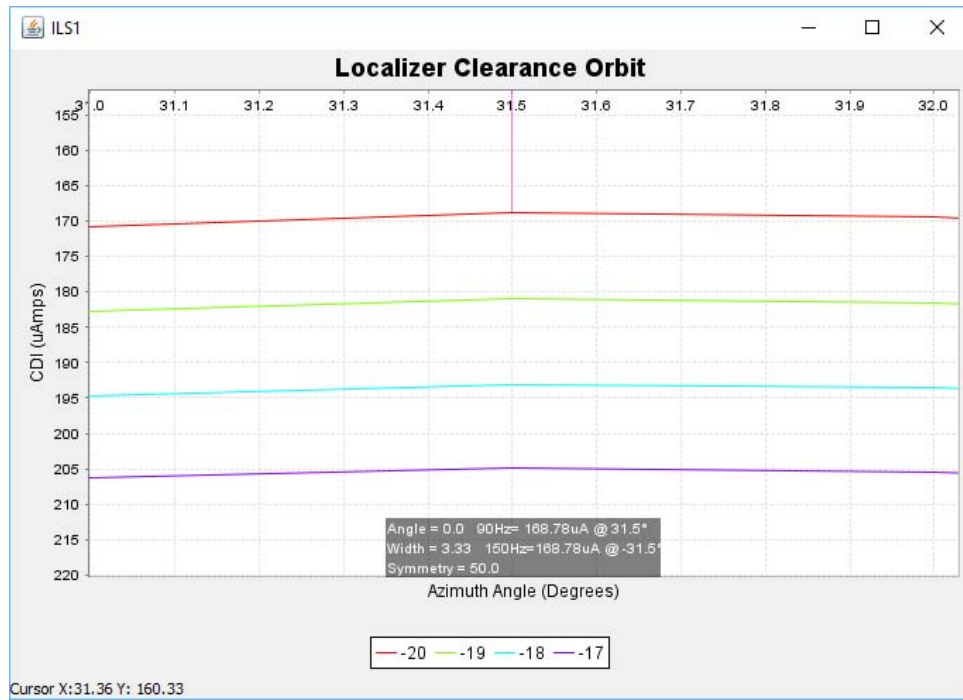 ILS1
Localizer Clearance Orbit
31.0 31.1 31.2 31.3 31.4 31.5 31.6 31.7 31.8 31.9 32.0
155
160
165
170
175
180
185
190
195
200
205
210
215
220
CDI (uAmps)
Angle = 0.0 90Hz= 168.78uA @ 31.5°
Width = 3.33 150Hz=168.78uA @ -31.5°
Symmetry = 50.0
Azimuth Angle (Degrees)
-20 -19 -18 -17
Cursor X:31.36 Y: 160.33